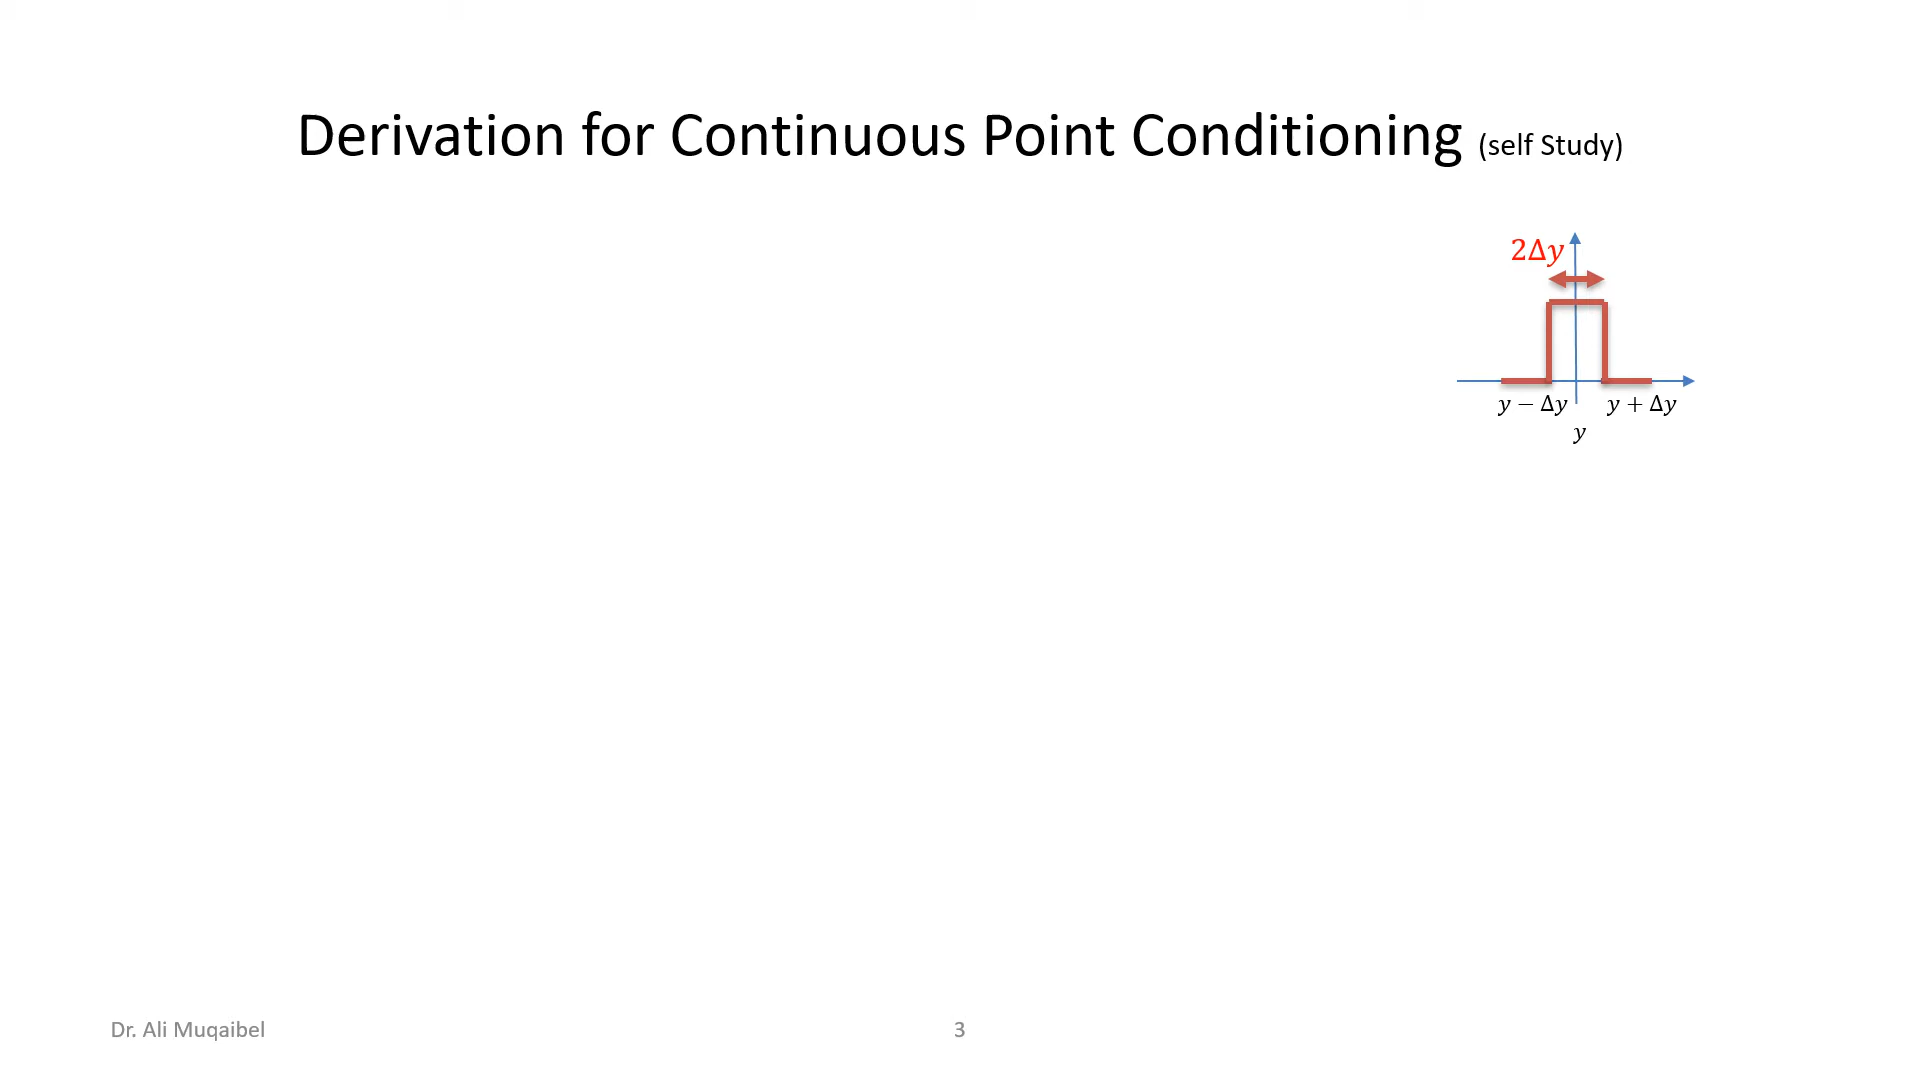 Derivation for Continuous Point Conditioning (self Study)
2Δy
y − Δy y + Δy
y
Dr. Ali Muqaibel 3